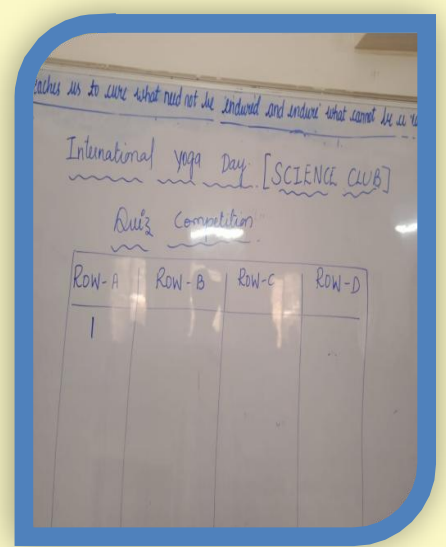 us to cure what need not be endured and endure what cannot be
International yoga Day [SCIENCE CLUB]
Quiz Competition
ROW-A ROW-B ROW-C ROW-D
1